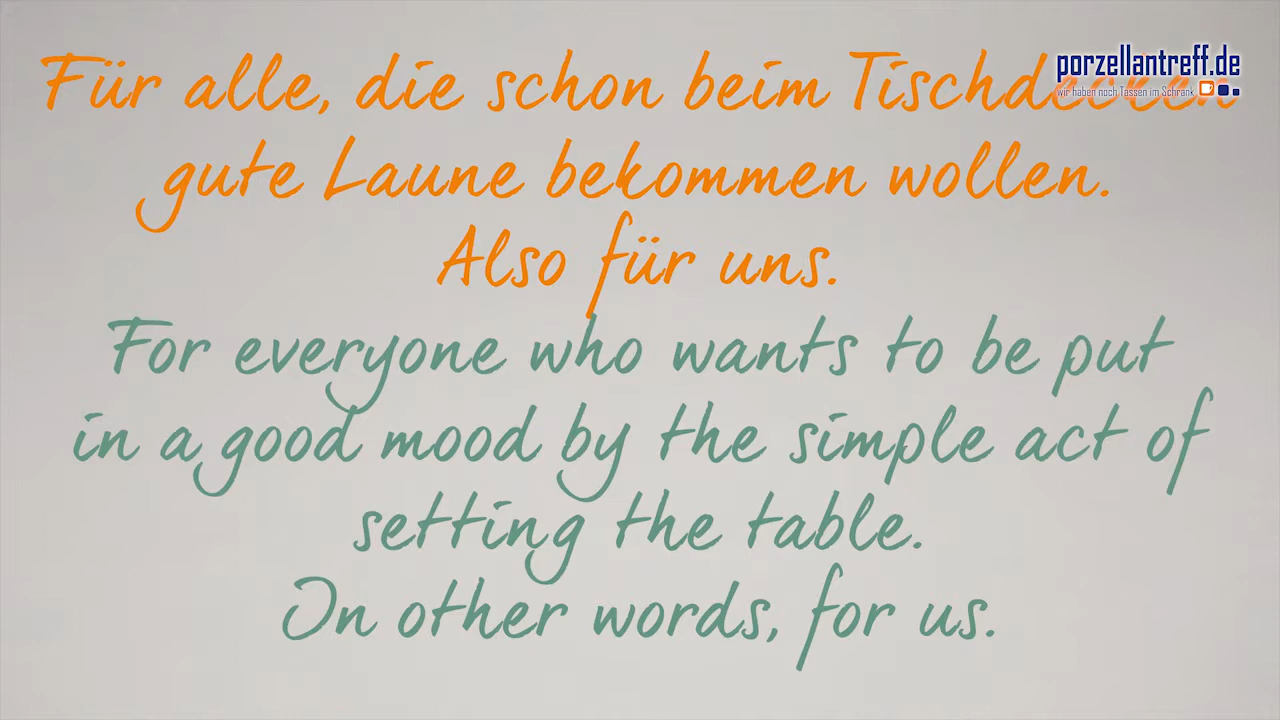 Für alle, die schon beim Tischdecken
porzellantreff.de
wir haben noch Tassen im Schrank
gute Laune bekommen wollen.
Also für uns.
For everyone who wants to be put
in a good mood by the simple act of
setting the table.
In other words, for us.